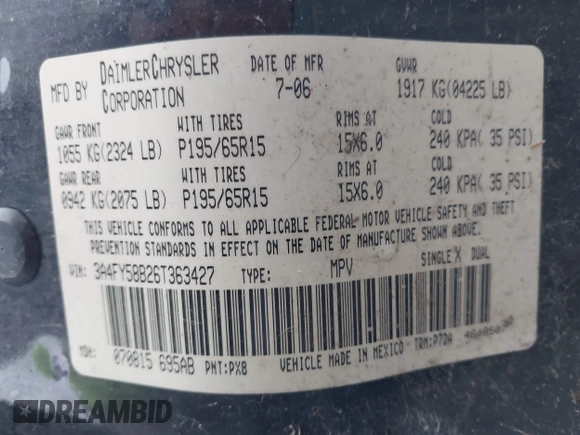 MFD BY DAIMLERCHRYSLER CORPORATION DATE OF MFR 7-06 GVWR 1917 KG(04225 LB)
GAWR FRONT WITH TIRES RIMS AT COLD
1055 KG(2324 LB) P195/65R15 15X6.0 240 KPA( 35 PSI)
GAWR REAR WITH TIRES RIMS AT COLD
0942 KG(2075 LB) P195/65R15 15X6.0 240 KPA( 35 PSI)
THIS VEHICLE CONFORMS TO ALL APPLICABLE FEDERAL MOTOR VEHICLE SAFETY AND THEFT
PREVENTION STANDARDS IN EFFECT ON THE DATE OF MANUFACTURE SHOWN ABOVE.
VIN: 3A4FY58B26T363427 TYPE: MPV SINGLE X DUAL
MDH: 070815 695AB PNT:PX8 VEHICLE MADE IN MEXICO TRM:P7DA
DREAMBID